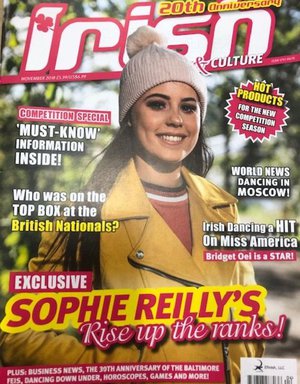 20th Anniversary
Irish
& CULTURE
NOVEMBER 2018
COMPETITION SPECIAL
'MUST-KNOW'
INFORMATION
INSIDE!
HOT
PRODUCTS
FOR THE NEW
COMPETITION
SEASON
Who was on the
TOP BOX at the
British Nationals?
WORLD NEWS
DANCING IN
MOSCOW!
Irish Dancing a HIT
On Miss America
Bridget Oei is a STAR!
EXCLUSIVE
SOPHIE REILLY'S
Rise up the ranks!
PLUS: BUSINESS NEWS, THE 30TH ANNIVERSARY OF THE BALTIMORE
FEIS, DANCING DOWN UNDER, HOROSCOPES, GAMES AND MORE!